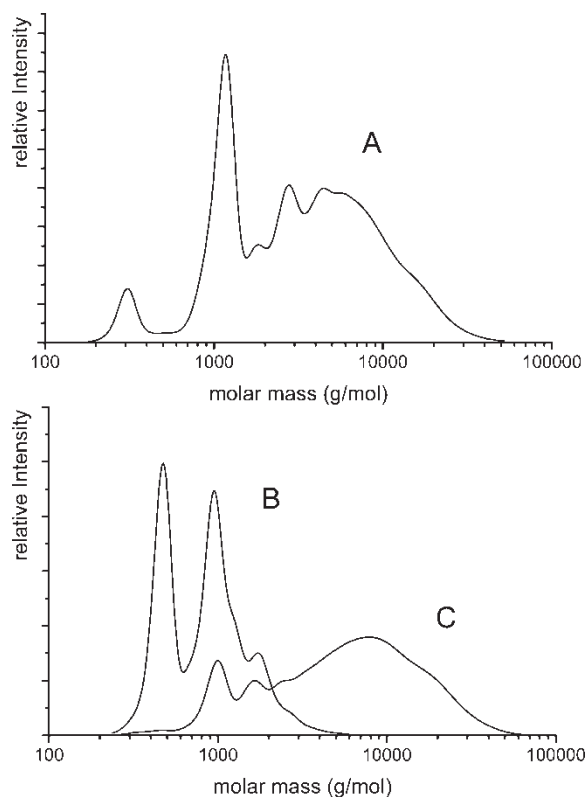 relative Intensity
A
100 1000 10000 100000
molar mass (g/mol)
relative Intensity
B
C
100 1000 10000 100000
molar mass (g/mol)